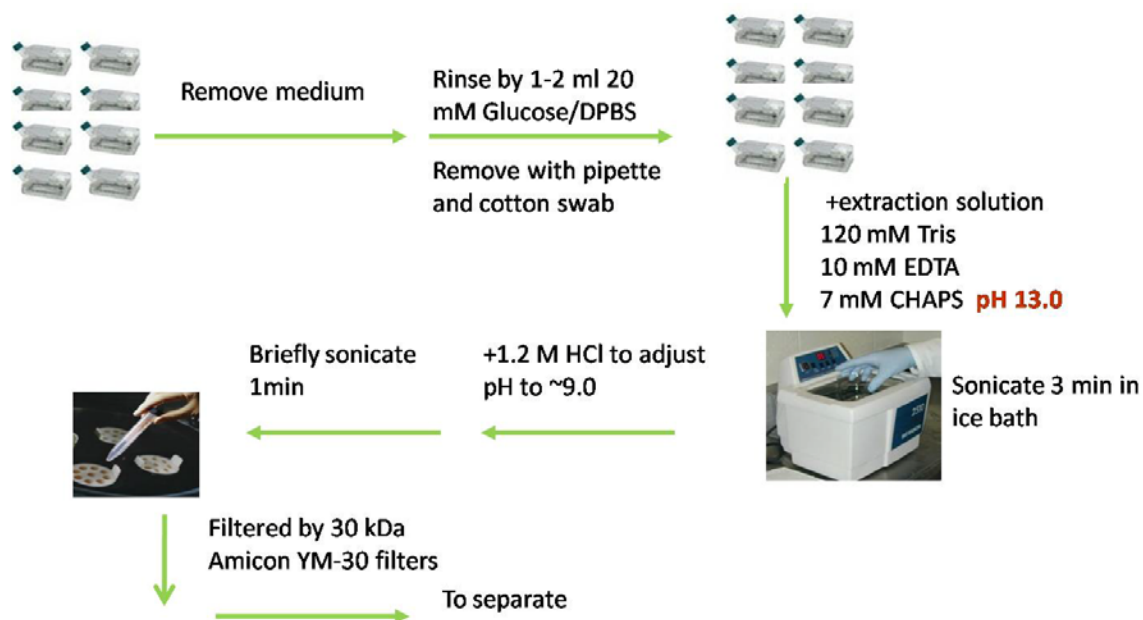 Remove medium
Rinse by 1-2 ml 20
mM Glucose/DPBS
Remove with pipette
and cotton swab
+extraction solution
120 mM Tris
10 mM EDTA
7 mM CHAPS pH 13.0
Sonicate 3 min in
ice bath
+1.2 M HCl to adjust
pH to ~9.0
Briefly sonicate
1min
Filtered by 30 kDa
Amicon YM-30 filters
To separate